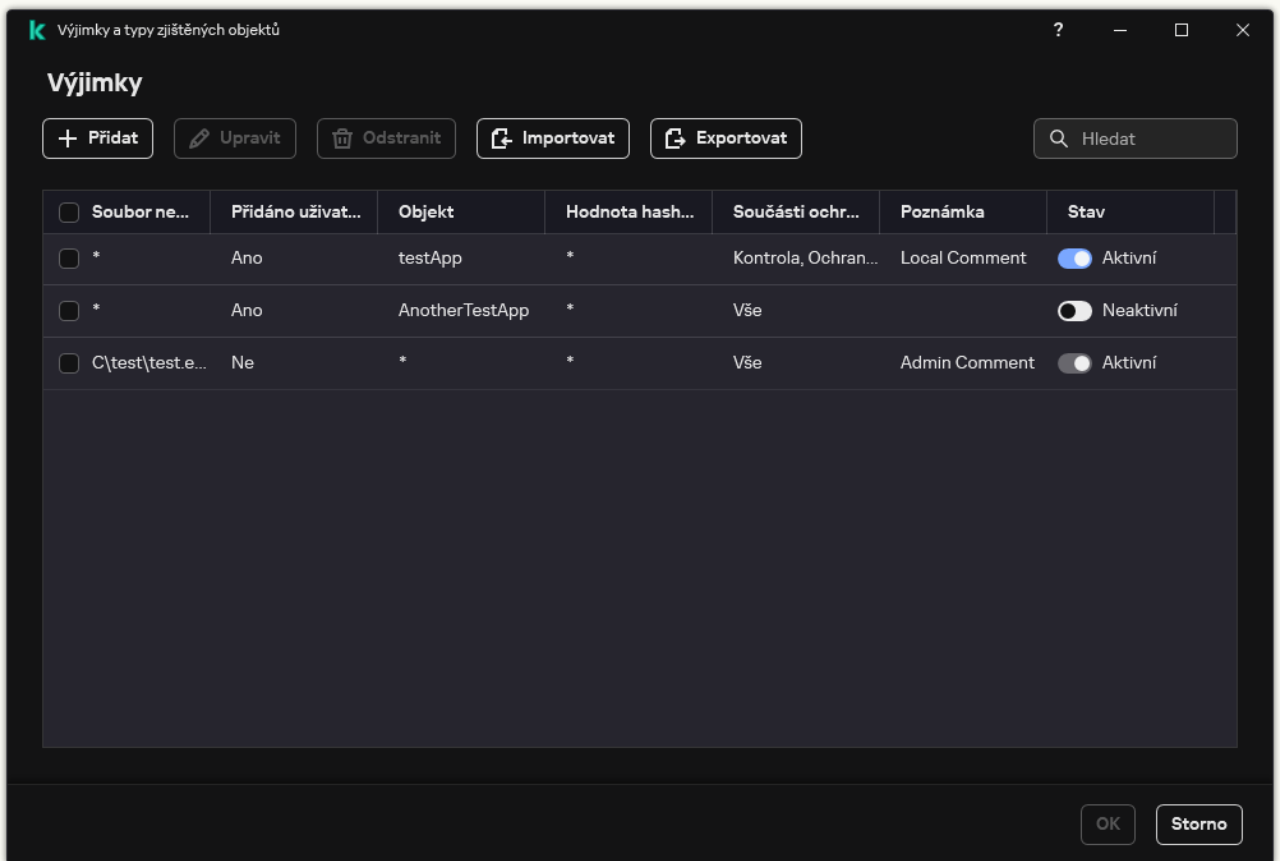 Výjimky a typy zjištěných objektů ?
Výjimky
Přidat Upravit Odstranit Importovat Exportovat Hledat
Soubor ne... Přidáno uživat... Objekt Hodnota hash... Součásti ochr... Poznámka Stav
* Ano testApp * Kontrola, Ochran... Local Comment Aktivní
* Ano AnotherTestApp * Vše Neaktivní
C\test\test.e... Ne * * Vše Admin Comment Aktivní
OK Storno